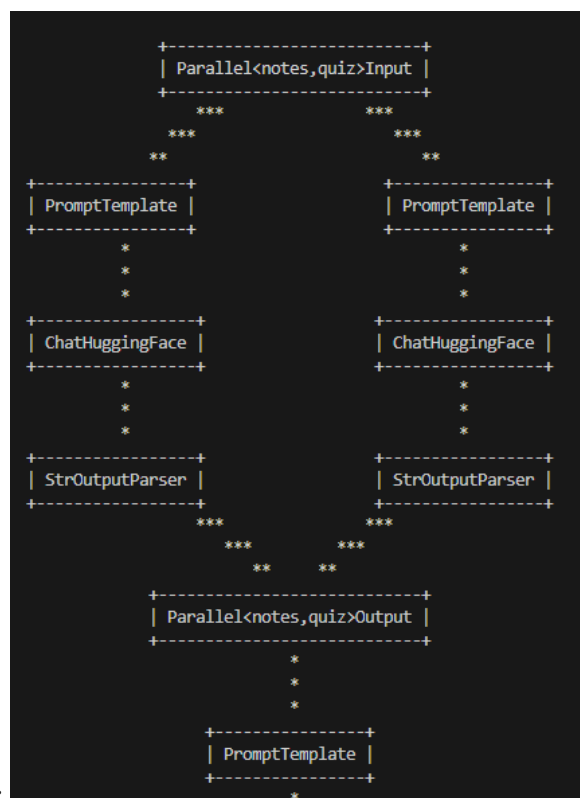 Parallel<notes,quiz>Input
PromptTemplate PromptTemplate
ChatHuggingFace ChatHuggingFace
StrOutputParser StrOutputParser
Parallel<notes,quiz>Output
PromptTemplate